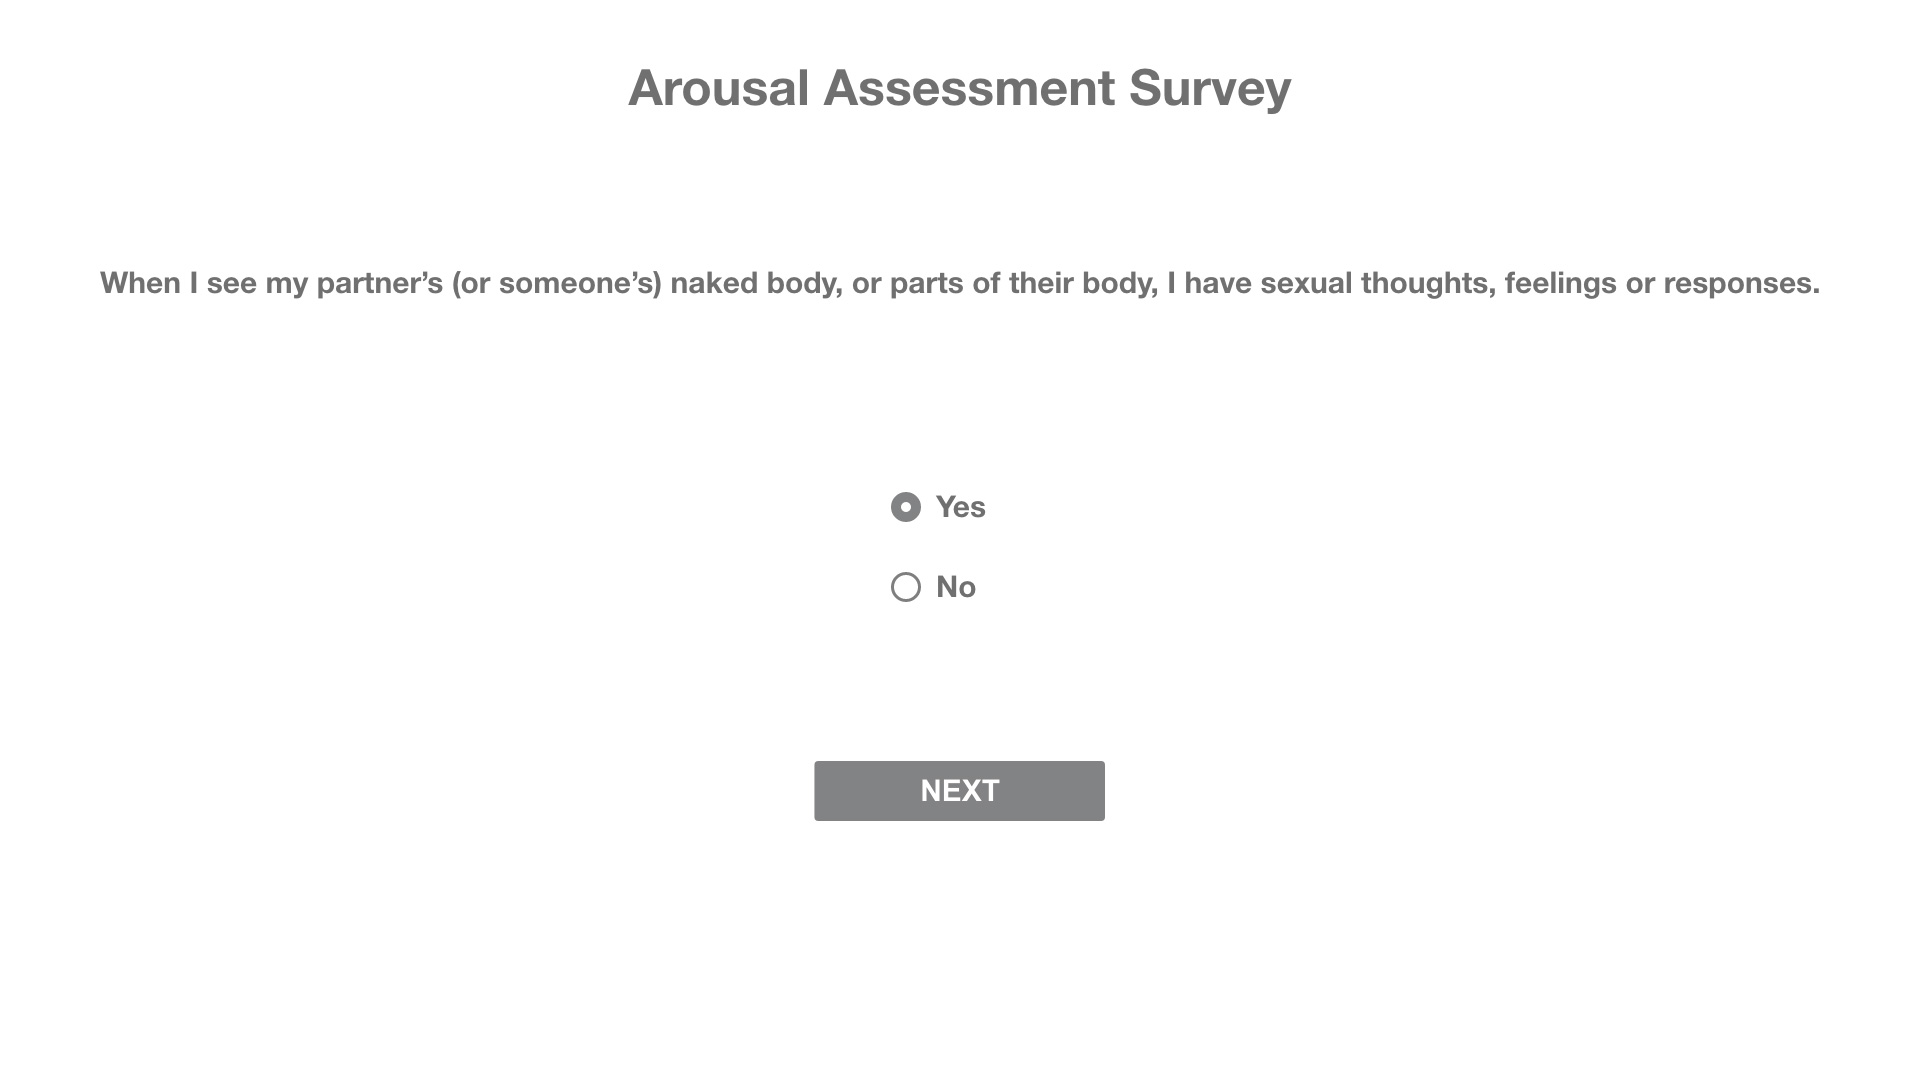 Arousal Assessment Survey
When I see my partner’s (or someone’s) naked body, or parts of their body, I have sexual thoughts, feelings or responses.
Yes
No
NEXT